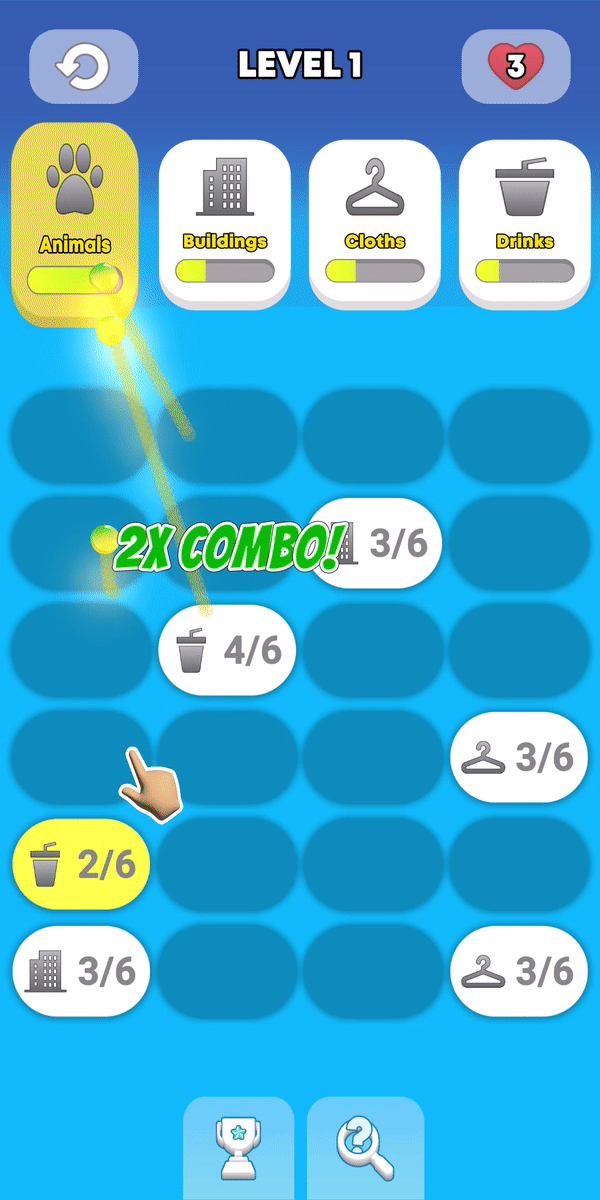 LEVEL 1
3
Animals
Buildings
Cloths
Drinks
2X COMBO!
3/6
4/6
3/6
2/6
3/6
3/6